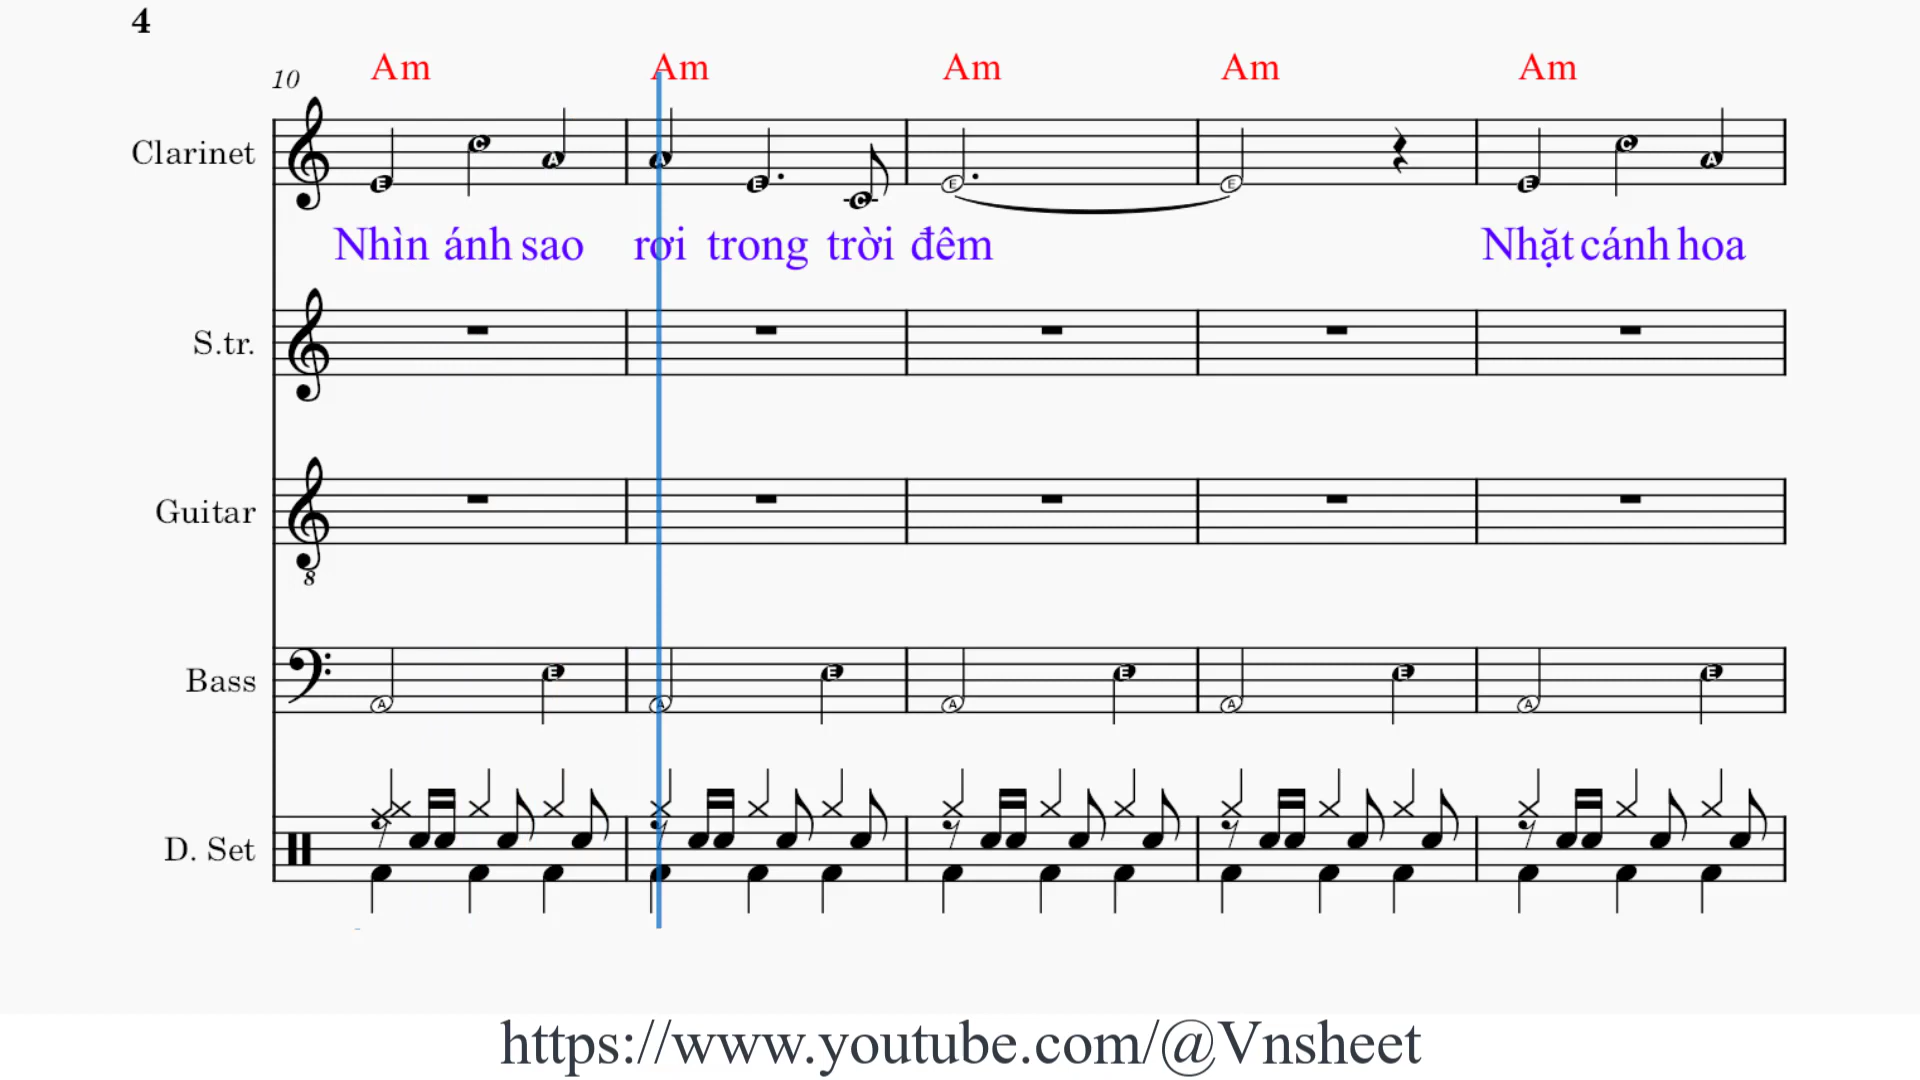 4
10 Am Am Am Am Am
Clarinet E C A A E C E E E C A
Nhìn ánh sao rơi trong trời đêm Nhặt cánh hoa
S.tr.
Guitar
8
Bass A E A E A E A E A E
D. Set
https://www.youtube.com/@Vnsheet